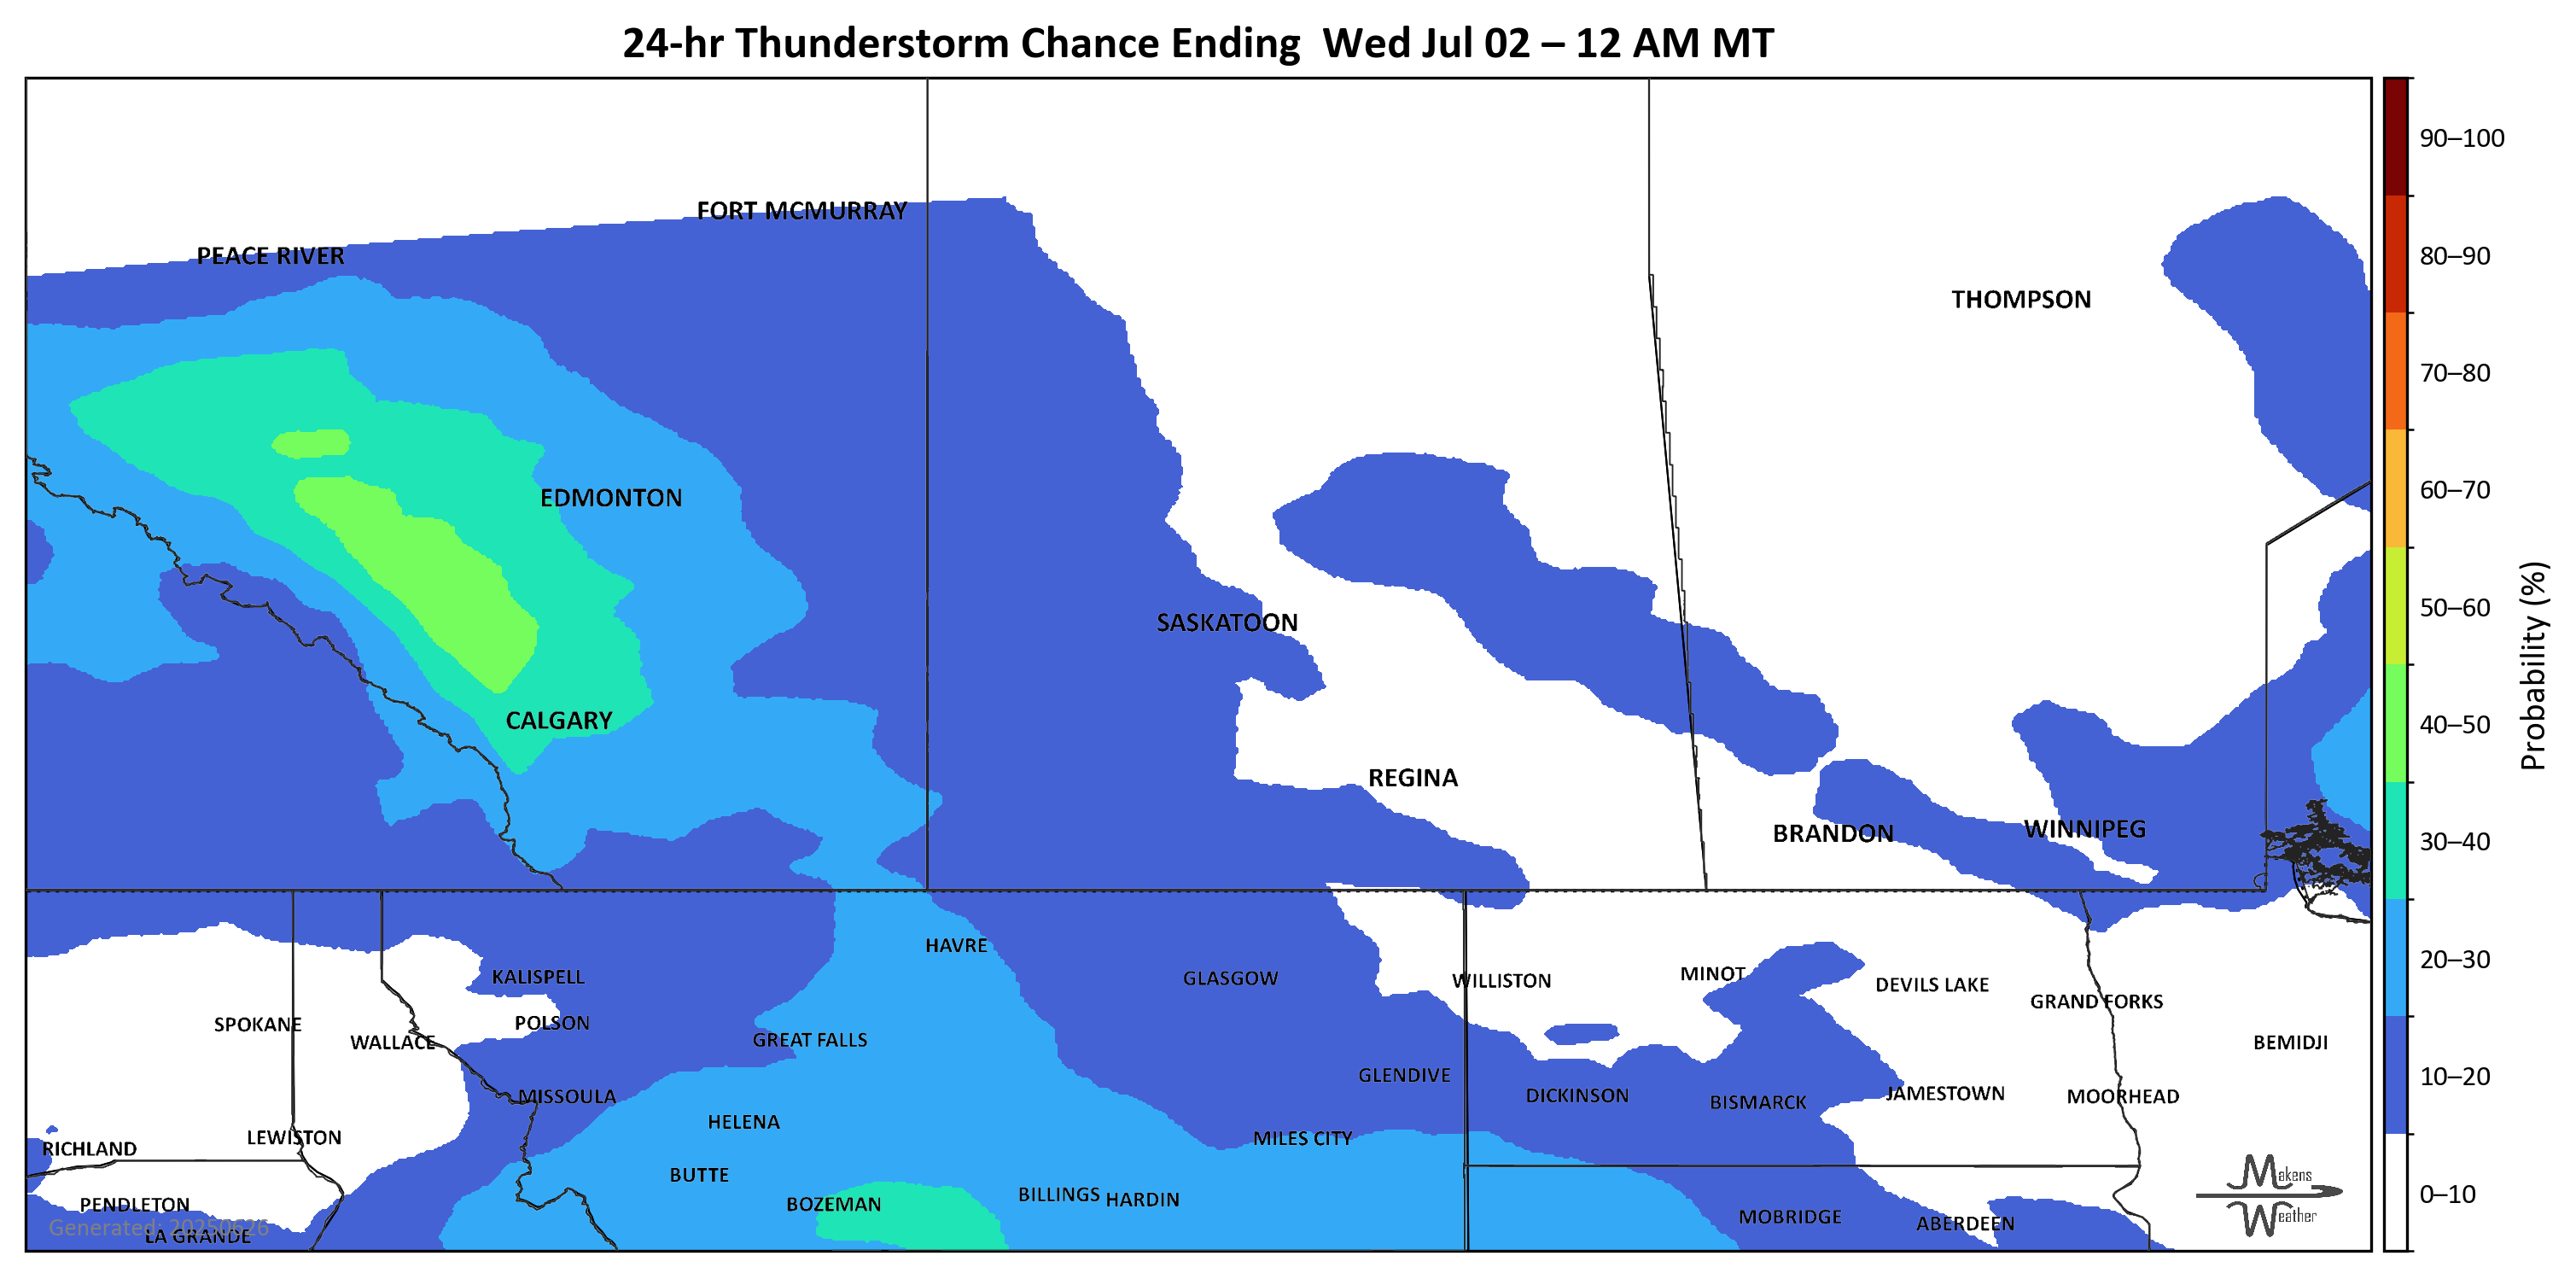 24-hr Thunderstorm Chance Ending  Wed Jul 02 – 12 AM MT
90–100
FORT MCMURRAY
PEACE RIVER
80–90
THOMPSON
70–80
EDMONTON
60–70
SASKATOON
50–60
CALGARY
40–50
Probability (%)
REGINA
BRANDON
WINNIPEG
30–40
HAVRE
20–30
KALISPELL
GLASGOW
WILLISTON
MINOT
DEVILS LAKE
GRAND FORKS
SPOKANE
POLSON
WALLACE
GREAT FALLS
BEMIDJI
GLENDIVE
10–20
MISSOULA
DICKINSON
BISMARCK
JAMESTOWN
MOORHEAD
HELENA
LEWISTON
MILES CITY
RICHLAND
BUTTE
Makens
Weather
0–10
PENDLETON
BOZEMAN
BILLINGS
HARDIN
MOBRIDGE
ABERDEEN
Generated: 20250626
LA GRANDE